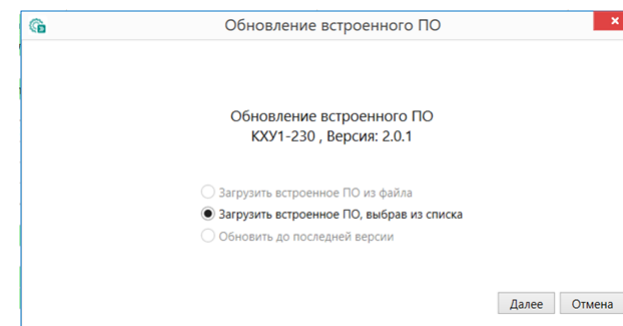 Обновление встроенного ПО
Обновление встроенного ПО
КХУ1-230 , Версия: 2.0.1
Загрузить встроенное ПО из файла
Загрузить встроенное ПО, выбрав из списка
Обновить до последней версии
Далее Отмена